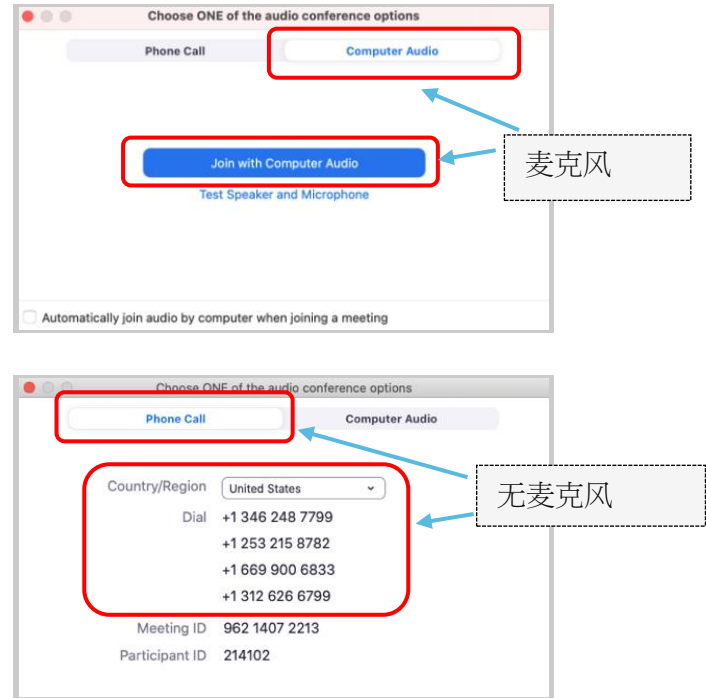 Choose ONE of the audio conference options
Phone Call Computer Audio
麦克风
Join with Computer Audio
Test Speaker and Microphone
Automatically join audio by computer when joining a meeting
Choose ONE of the audio conference options
Phone Call Computer Audio
Country/Region United States
无麦克风
Dial +1 346 248 7799
+1 253 215 8782
+1 669 900 6833
+1 312 626 6799
Meeting ID 962 1407 2213
Participant ID 214102